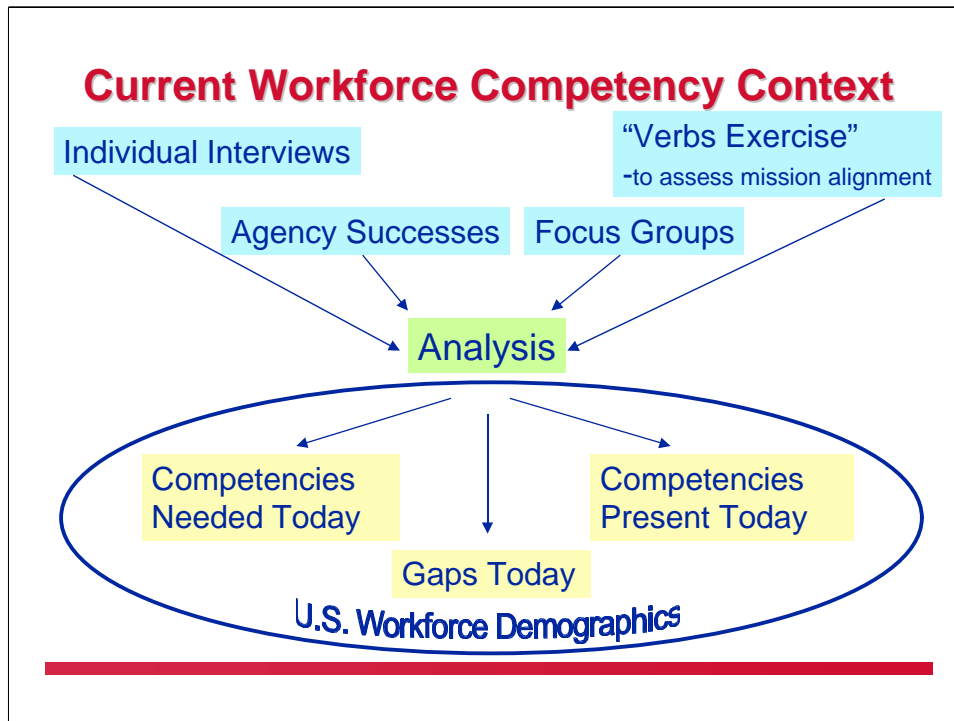 Current Workforce Competency Context
Individual Interviews
“Verbs Exercise”
-to assess mission alignment
Agency Successes
Focus Groups
Analysis
Competencies
Needed Today
Competencies
Present Today
Gaps Today
U.S. Workforce Demographics